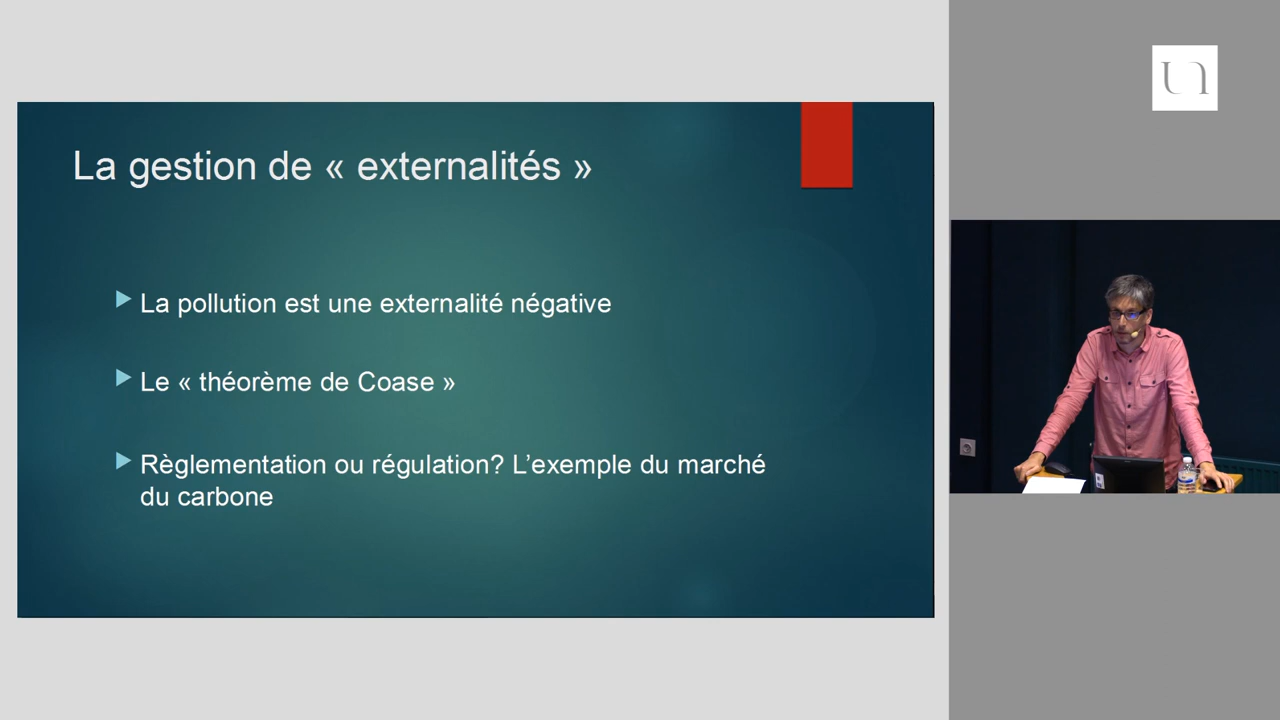 La gestion de « externalités »
La pollution est une externalité négative
Le « théorème de Coase »
Règlementation ou régulation? L’exemple du marché
du carbone